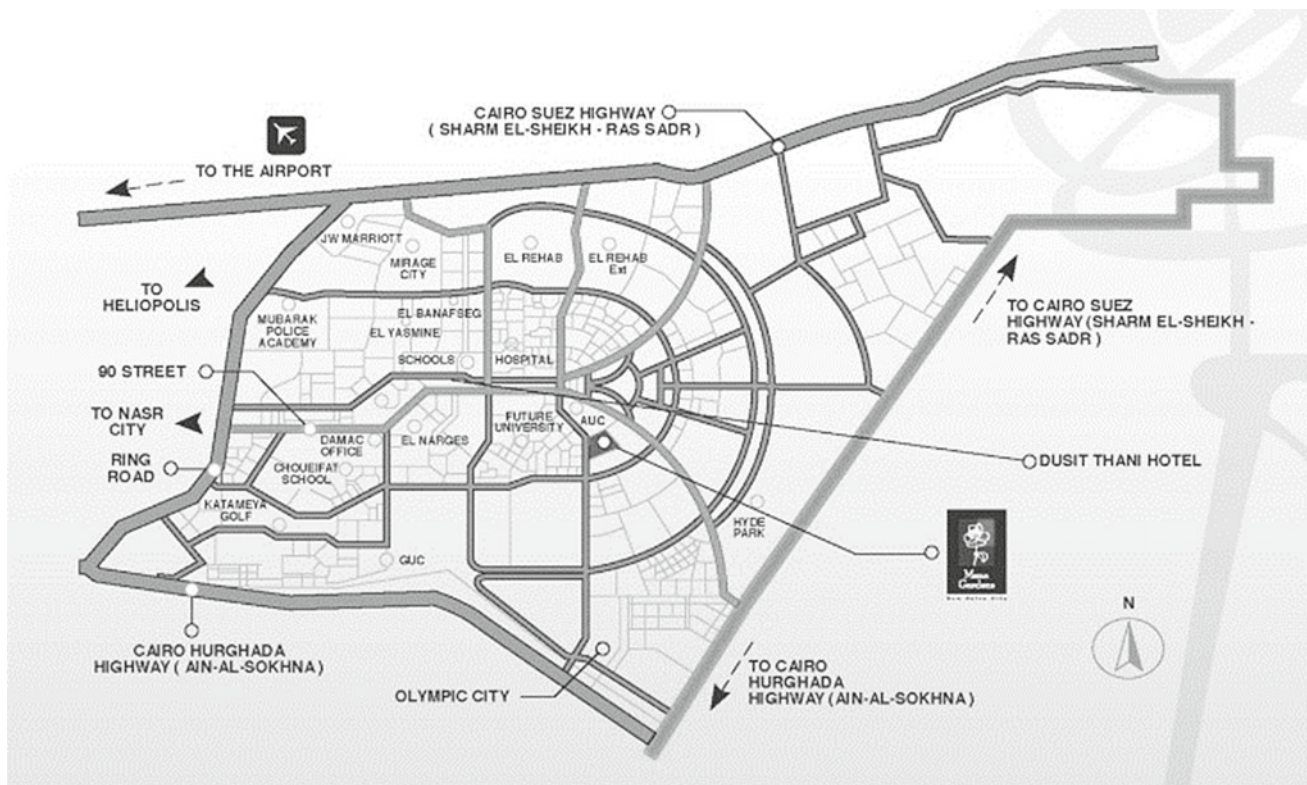 CAIRO SUEZ HIGHWAY
( SHARM EL-SHEIKH - RAS SADR )
TO THE AIRPORT
JW MARRIOTT
MIRAGE
CITY
EL REHAB
EL REHAB
Ext
TO
HELIOPOLIS
MUBARAK
POLICE
ACADEMY
EL BANAFSEG
EL YASMINE
SCHOOLS
HOSPITAL
TO CAIRO SUEZ
HIGHWAY (SHARM EL-SHEIKH -
RAS SADR )
90 STREET
TO NASR
CITY
DAMAC
OFFICE
EL NARGES
FUTURE
UNIVERSITY
AUC
RING
ROAD
CHOUEIFAT
SCHOOL
DUSIT THANI HOTEL
KATAMEYA
GOLF
HYDE
PARK
GUC
Gardens
N
CAIRO HURGHADA
HIGHWAY ( AIN-AL-SOKHNA)
OLYMPIC CITY
TO CAIRO
HURGHADA
HIGHWAY (AIN-AL-SOKHNA)